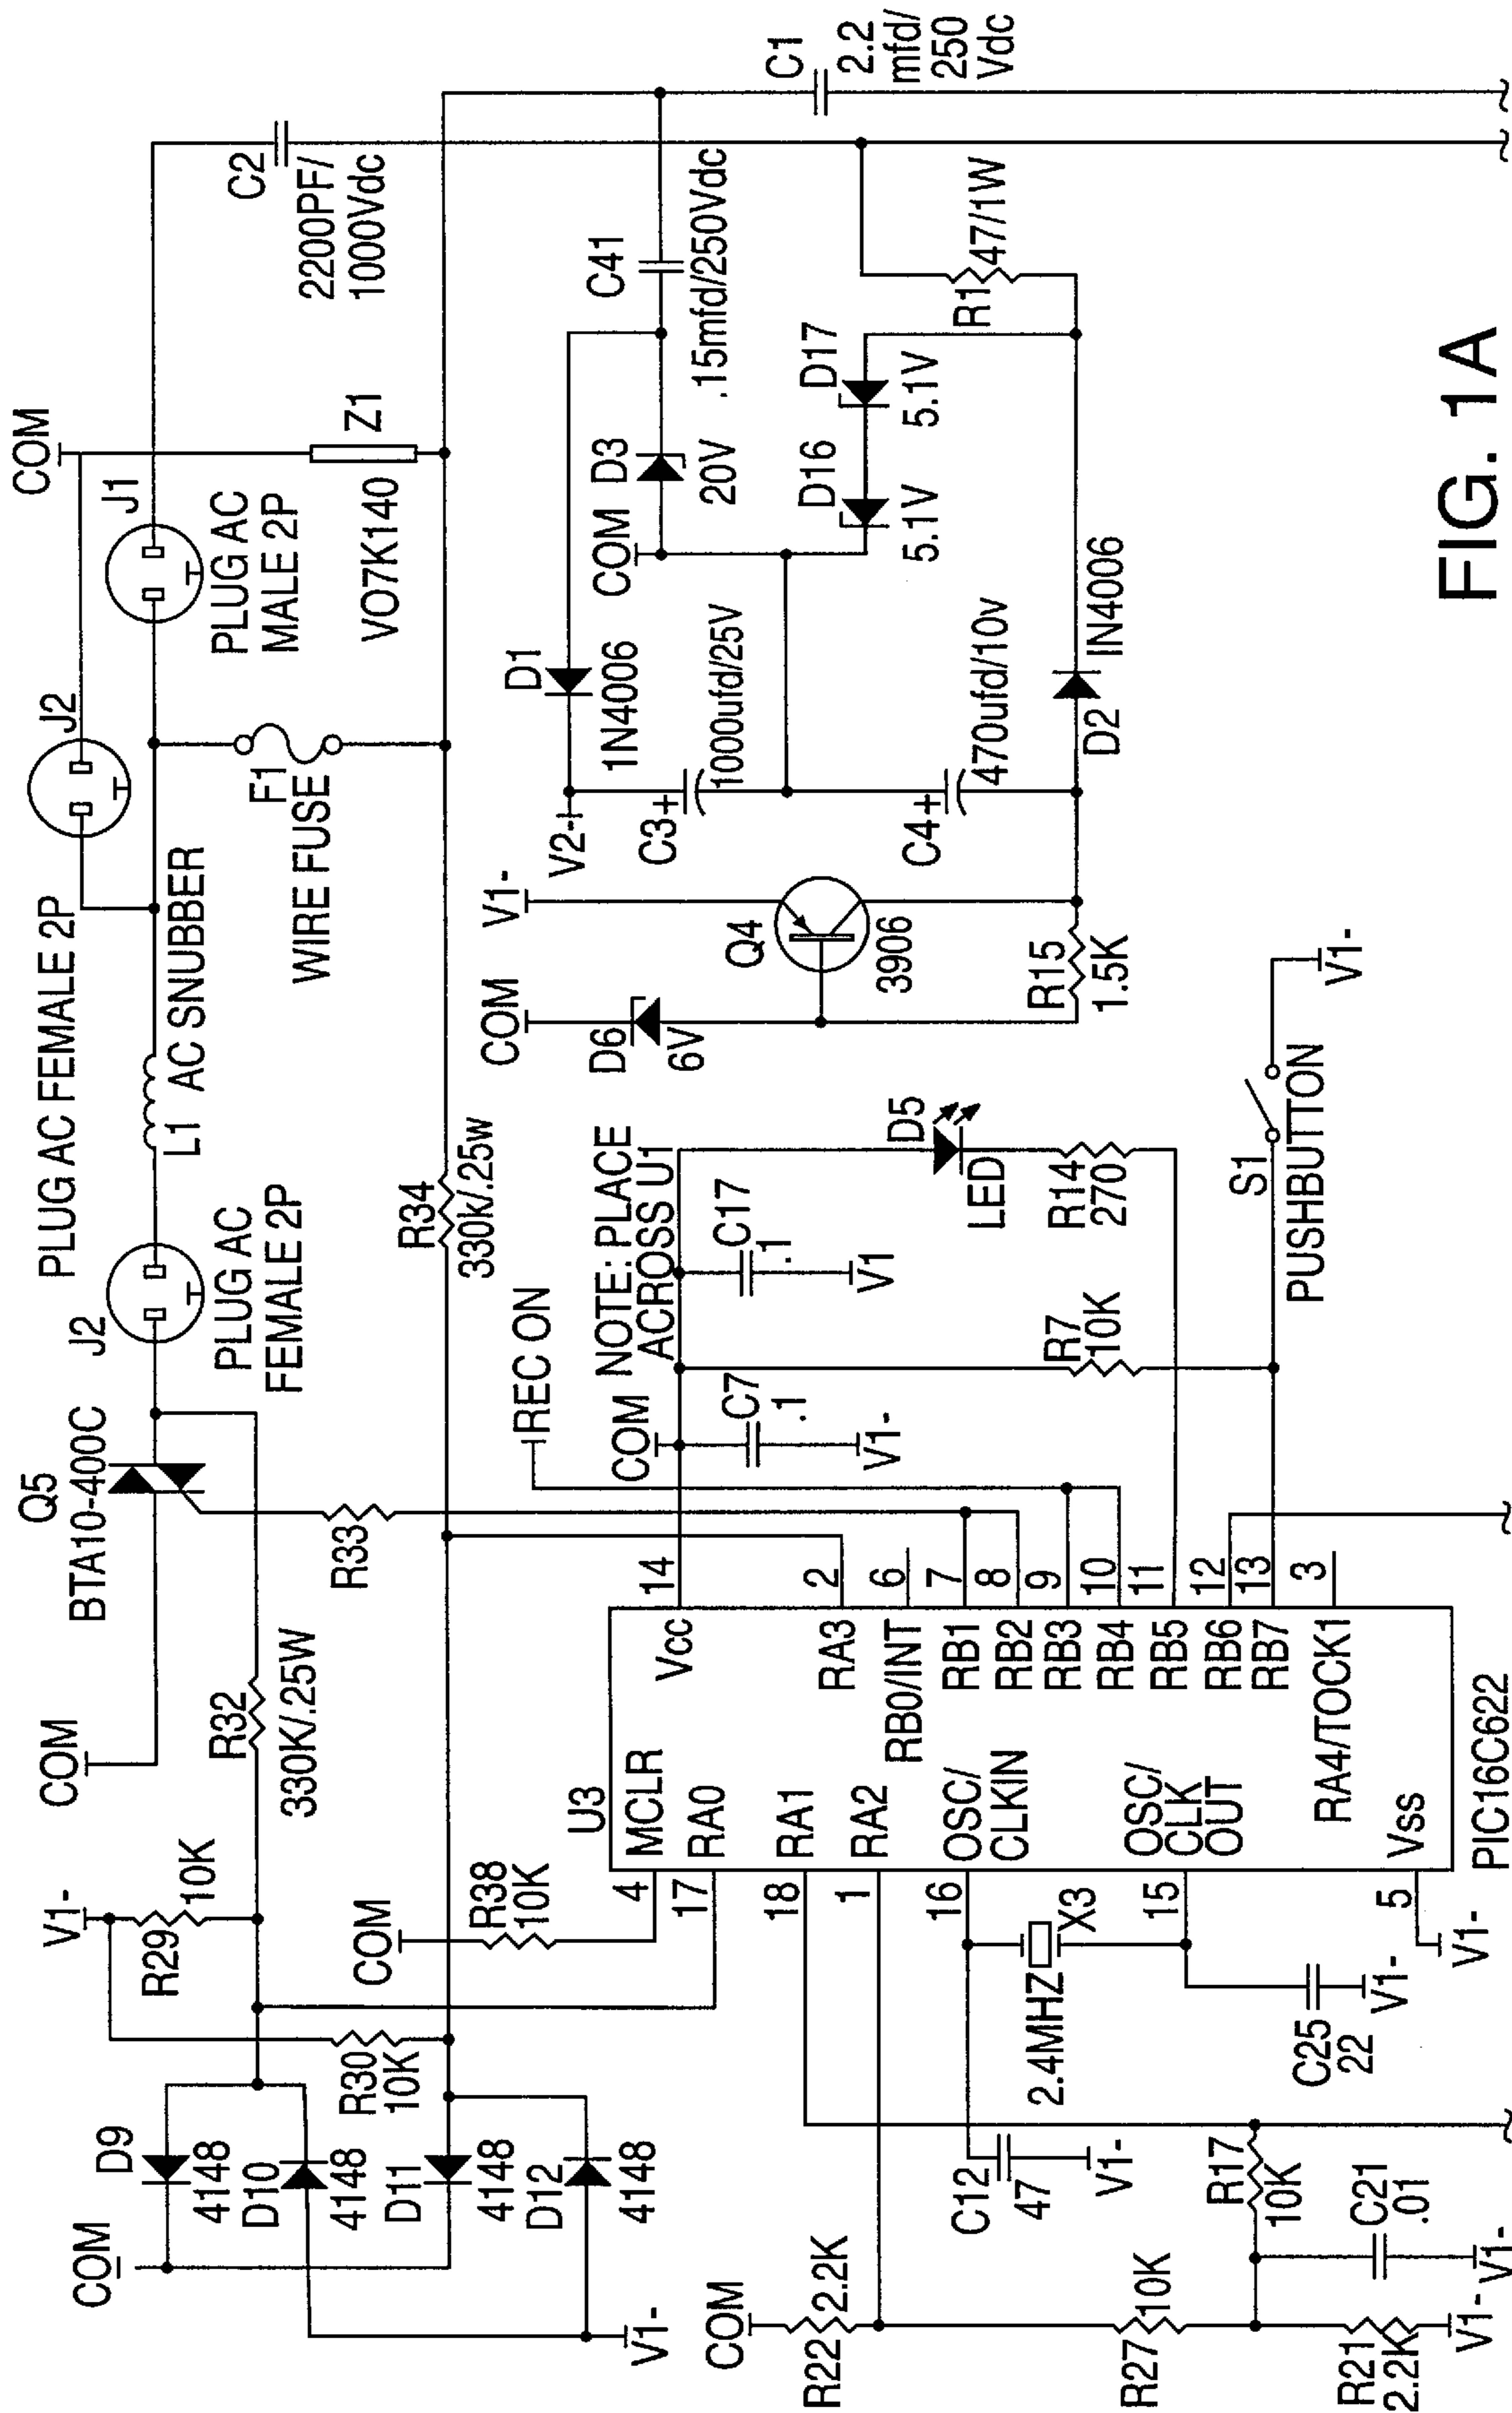 COM
D9
4148
D10
4148
D11
4148
D12
4148
V1-
V1-
R29
10K
R30
10K
COM
Q5
BTA10-400C
R32
330K/.25W
R33
J2
PLUG AC
FEMALE 2P
PLUG AC FEMALE 2P
L1 AC SNUBBER
J2
F1
WIRE FUSE
J1
PLUG AC
MALE 2P
COM
Z1
VO7K140
C2
2200PF/
1000Vdc
R34
330k/.25w
COM
R38
10K
U3
MCLR
RA0
RA1
RA2
OSC/
CLKIN
OSC/
CLK
OUT
Vss
Vcc
RA3
RB0/INT
RB1
RB2
RB3
RB4
RB5
RB6
RB7
RA4/TOCK1
PIC16C622
4
17
18
1
16
15
5
14
2
6
7
8
9
10
11
12
13
3
V1-
X3
2.4MHZ
C12
47
V1-
C25
22
V1-
COM
R22
2.2K
R27
10K
R17
10K
C21
.01
V1-
R21
2.2K
V1-
REC ON
NOTE: PLACE
ACROSS U1
COM
C7
.1
V1-
C17
.1
V1
R7
10K
D5
LED
R14
270
S1
PUSHBUTTON
V1-
COM
D6
6V
V1-
Q4
3906
R15
1.5K
V2-
C3
+
1000ufd/25V
C4
+
470ufd/10v
D1
1N4006
D2
IN4006
COM
D3
20V
D16
5.1V
D17
5.1V
C41
.15mfd/250Vdc
R1
47/1W
C1
2.2
mfd/
250
Vdc
FIG. 1A